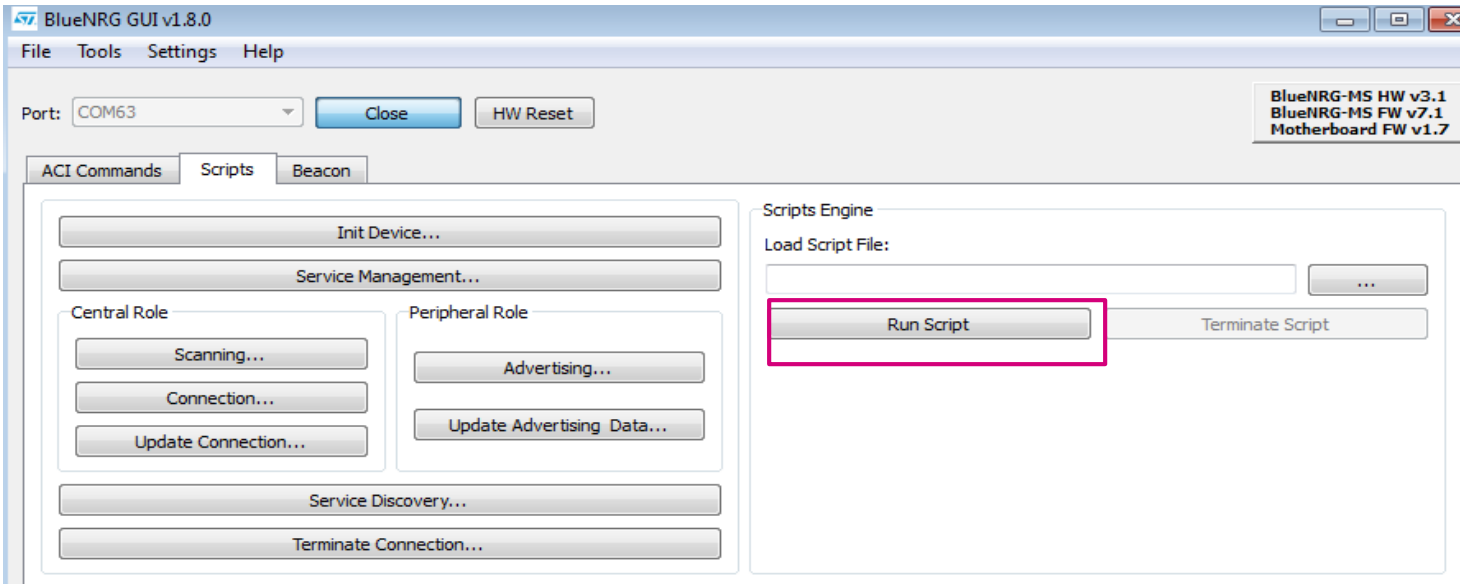 BlueNRG GUI v1.8.0
File Tools Settings Help
Port: COM63 Close HW Reset
BlueNRG-MS HW v3.1
BlueNRG-MS FW v7.1
Motherboard FW v1.7
ACI Commands Scripts Beacon
Init Device...
Service Management...
Central Role
Scanning...
Connection...
Update Connection...
Peripheral Role
Advertising...
Update Advertising Data...
Service Discovery...
Terminate Connection...
Scripts Engine
Load Script File:
...
Run Script Terminate Script